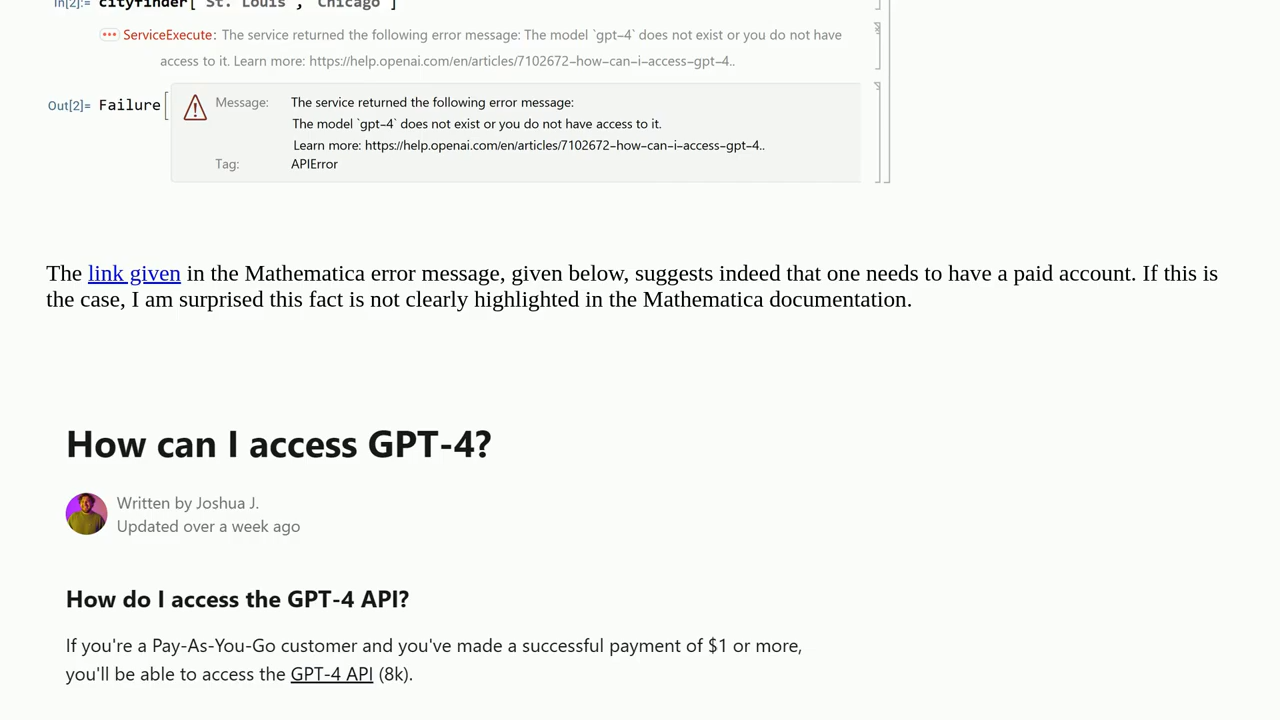 In[2]:= cityfinder["St. Louis", "Chicago"]
ServiceExecute: The service returned the following error message: The model `gpt-4` does not exist or you do not have
access to it. Learn more: https://help.openai.com/en/articles/7102672-how-can-i-access-gpt-4..
Out[2]= Failure[
Message: The service returned the following error message:
The model `gpt-4` does not exist or you do not have access to it.
Learn more: https://help.openai.com/en/articles/7102672-how-can-i-access-gpt-4..
Tag: APIError
The link given in the Mathematica error message, given below, suggests indeed that one needs to have a paid account. If this is
the case, I am surprised this fact is not clearly highlighted in the Mathematica documentation.
How can I access GPT-4?
Written by Joshua J.
Updated over a week ago
How do I access the GPT-4 API?
If you're a Pay-As-You-Go customer and you've made a successful payment of $1 or more,
you'll be able to access the GPT-4 API (8k).